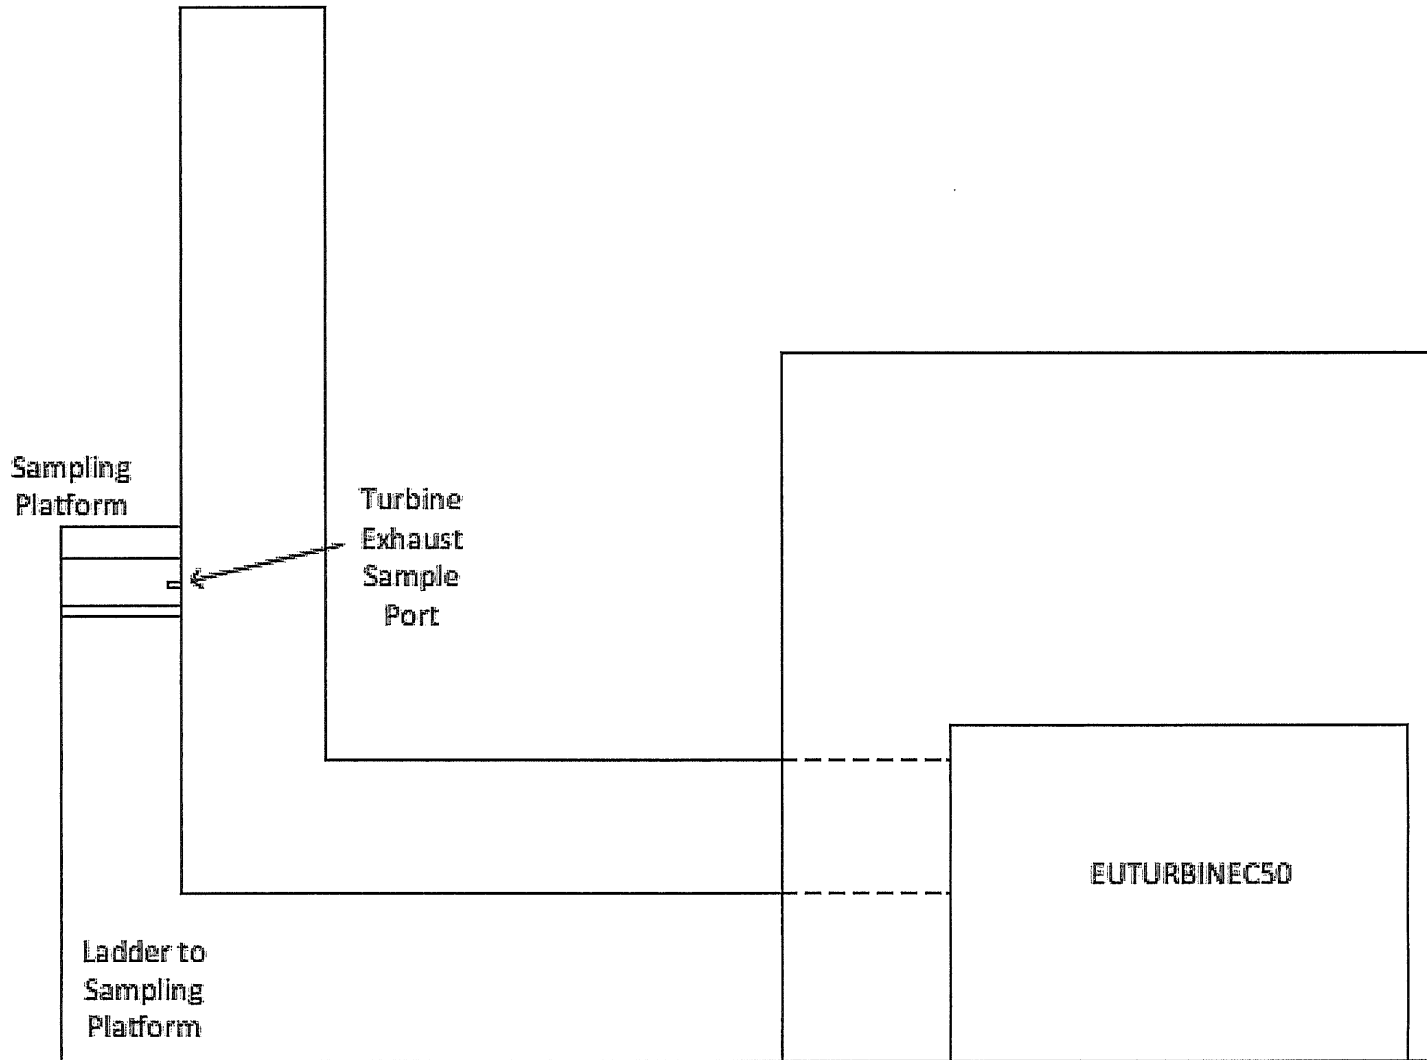 Sampling
Platform
Turbine
Exhaust
Sample
Port
EUTURBINEC50
Ladder to
Sampling
Platform